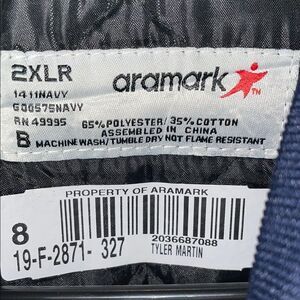 2XLR
aramark
TM
1411NAVY
G00575NAVY
RN 49995
65% POLYESTER/ 35% COTTON
ASSEMBLED IN CHINA
B MACHINE WASH/TUMBLE DRY NOT FLAME RESISTANT
PROPERTY OF ARAMARK
8
2036687088
19-F-2871- 327
TYLER MARTIN